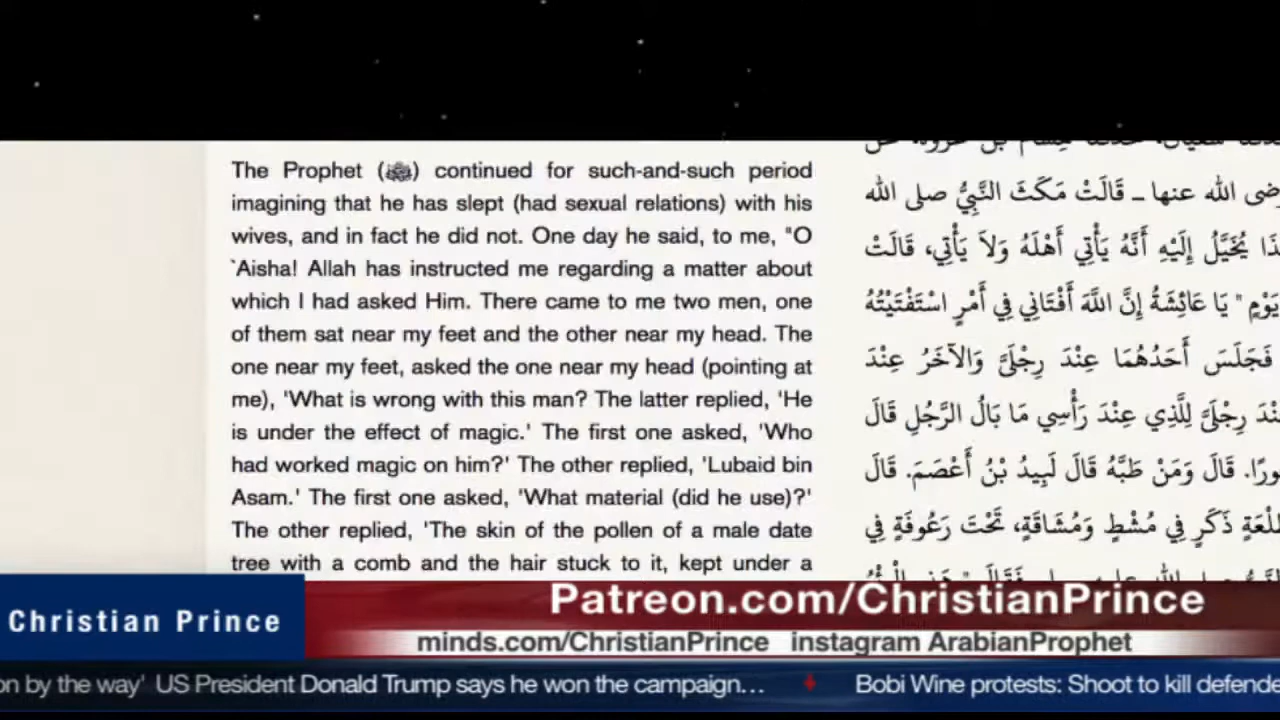 The Prophet (ﷺ) continued for such-and-such period
imagining that he has slept (had sexual relations) with his
wives, and in fact he did not. One day he said, to me, "O
`Aisha! Allah has instructed me regarding a matter about
which I had asked Him. There came to me two men, one
of them sat near my feet and the other near my head. The
one near my feet, asked the one near my head (pointing at
me), 'What is wrong with this man? The latter replied, 'He
is under the effect of magic.' The first one asked, 'Who
had worked magic on him?' The other replied, 'Lubaid bin
Asam.' The first one asked, 'What material (did he use)?'
The other replied, 'The skin of the pollen of a male date
tree with a comb and the hair stuck to it, kept under a
رضى الله عنها ـ قَالَتْ مَكَثَ النَّبِيُّ صلى الله
يُخَيَّلُ إِلَيْهِ أَنَّهُ يَأْتِي أَهْلَهُ وَلاَ يَأْتِي، قَالَتْ
يَوْمٍ ‏"‏ يَا عَائِشَةُ إِنَّ اللَّهَ أَفْتَانِي فِي أَمْرٍ اسْتَفْتَيْتُهُ
فَجَلَسَ أَحَدُهُمَا عِنْدَ رِجْلَىَّ وَالآخَرُ عِنْدَ
عِنْدَ رِجْلَىَّ لِلَّذِي عِنْدَ رَأْسِي مَا بَالُ الرَّجُلِ قَالَ
قَالَ وَمَنْ طَبَّهُ قَالَ لَبِيدُ بْنُ أَعْصَمَ‏.‏ قَالَ
ذَكَرٍ فِي مُشْطٍ وَمُشَاقَةٍ، تَحْتَ رَعُوفَةٍ فِي
Christian Prince
Patreon.com/ChristianPrince
minds.com/ChristianPrince instagram ArabianProphet
on by the way' US President Donald Trump says he won the campaign... Bobi Wine protests: Shoot to kill defende